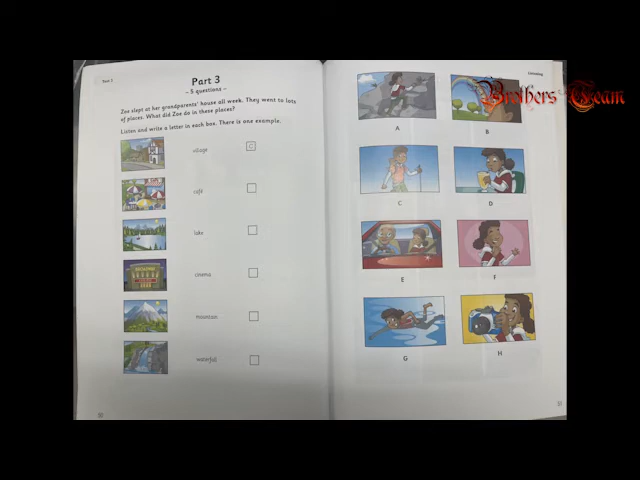 Part 3
Part 3
– 5 questions –
Zoe slept at her grandparents' house all week. They went to lots
of places. What did Zoe do in these places?
Listen and write a letter in each box. There is one example.
village
C
café
lake
cinema
mountain
waterfall
Listening
Brothers Team
A
B
C
D
E
F
G
H